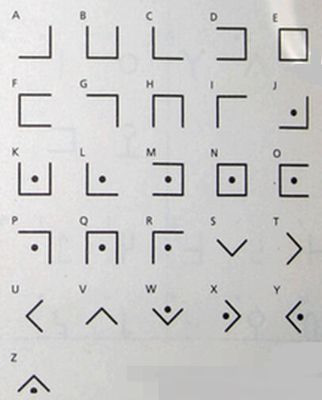 A B C D E
F G H I J
K L M N O
P Q R S T
U V W X Y
Z